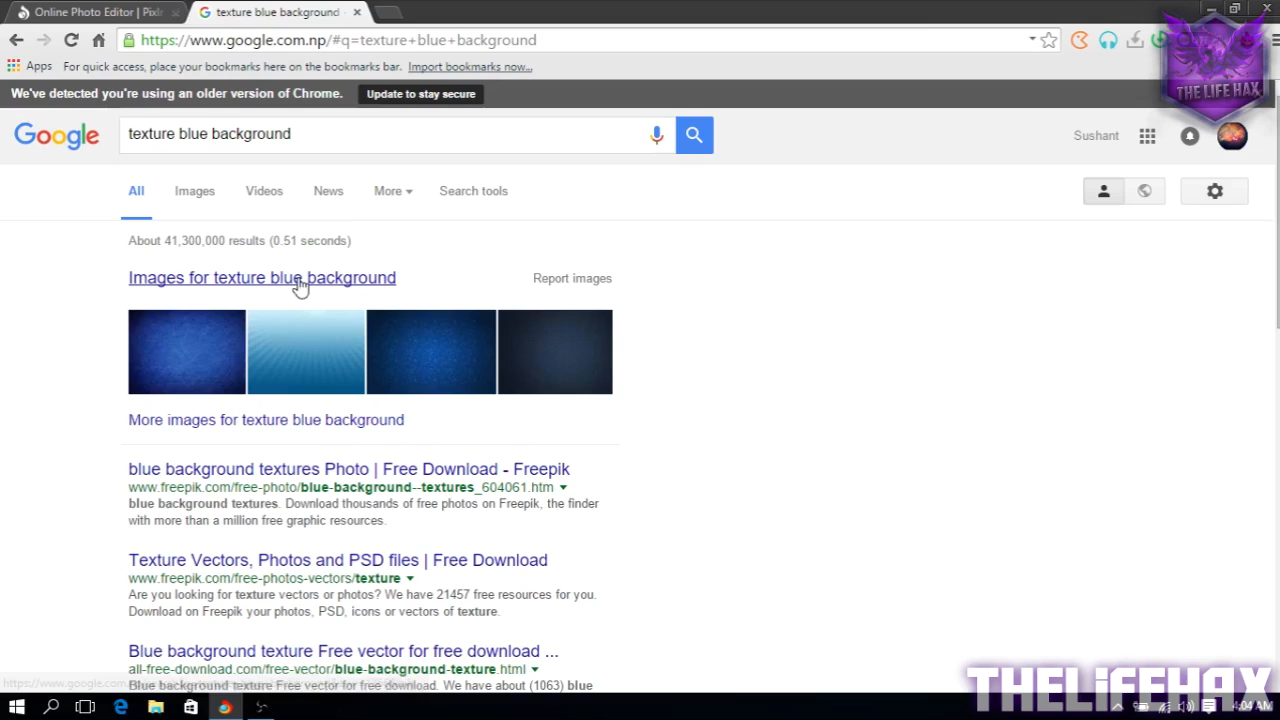 Online Photo Editor | Pixlr
texture blue background
https://www.google.com.np/#q=texture+blue+background
Apps For quick access, place your bookmarks here on the bookmarks bar. Import bookmarks now...
We've detected you're using an older version of Chrome. Update to stay secure
THE LIFE HAX
Google
texture blue background
Sushant
All Images Videos News More Search tools
About 41,300,000 results (0.51 seconds)
Images for texture blue background
Report images
More images for texture blue background
blue background textures Photo | Free Download - Freepik
www.freepik.com/free-photo/blue-background--textures_604061.htm
blue background textures. Download thousands of free photos on Freepik, the finder
with more than a million free graphic resources.
Texture Vectors, Photos and PSD files | Free Download
www.freepik.com/free-photos-vectors/texture
Are you looking for texture vectors or photos? We have 21457 free resources for you.
Download on Freepik your photos, PSD, icons or vectors of texture.
Blue background texture Free vector for free download ...
all-free-download.com/free-vector/blue-background-texture.html
Blue background texture Free vector for free download. We have about (1063) blue
THELIFEHAX
4:04 AM